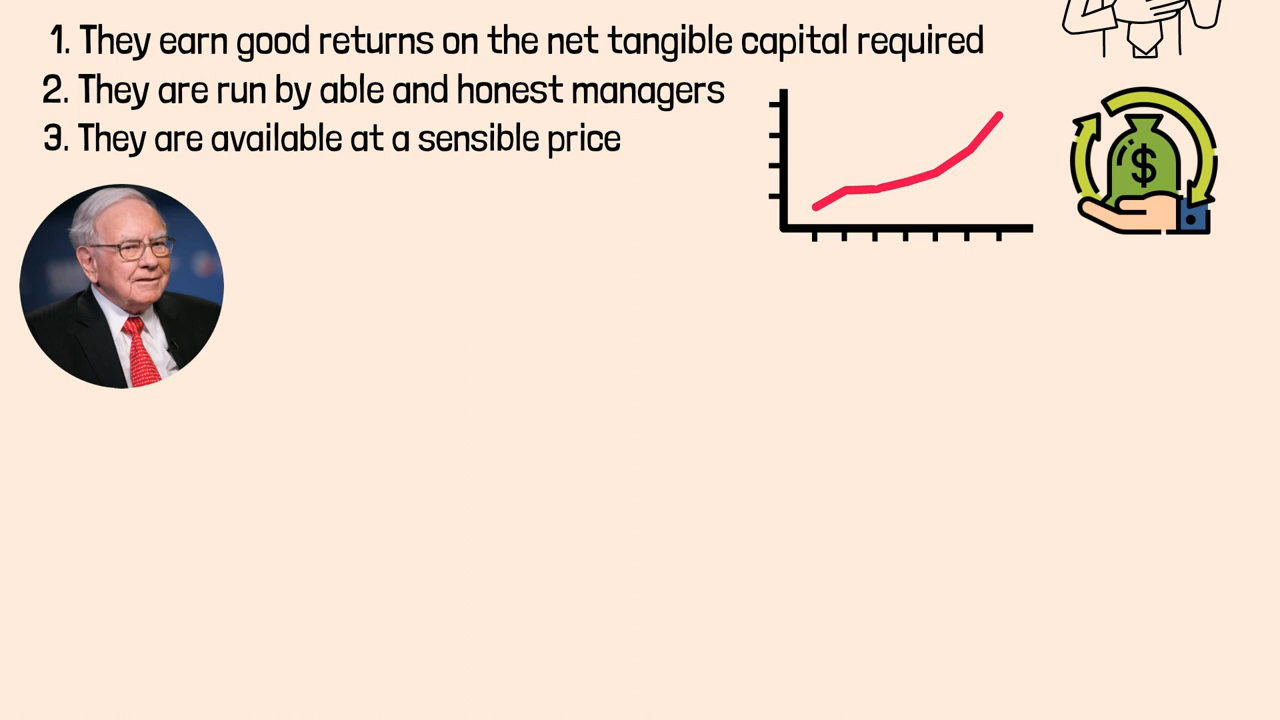 1. They earn good returns on the net tangible capital required
2. They are run by able and honest managers
3. They are available at a sensible price
$